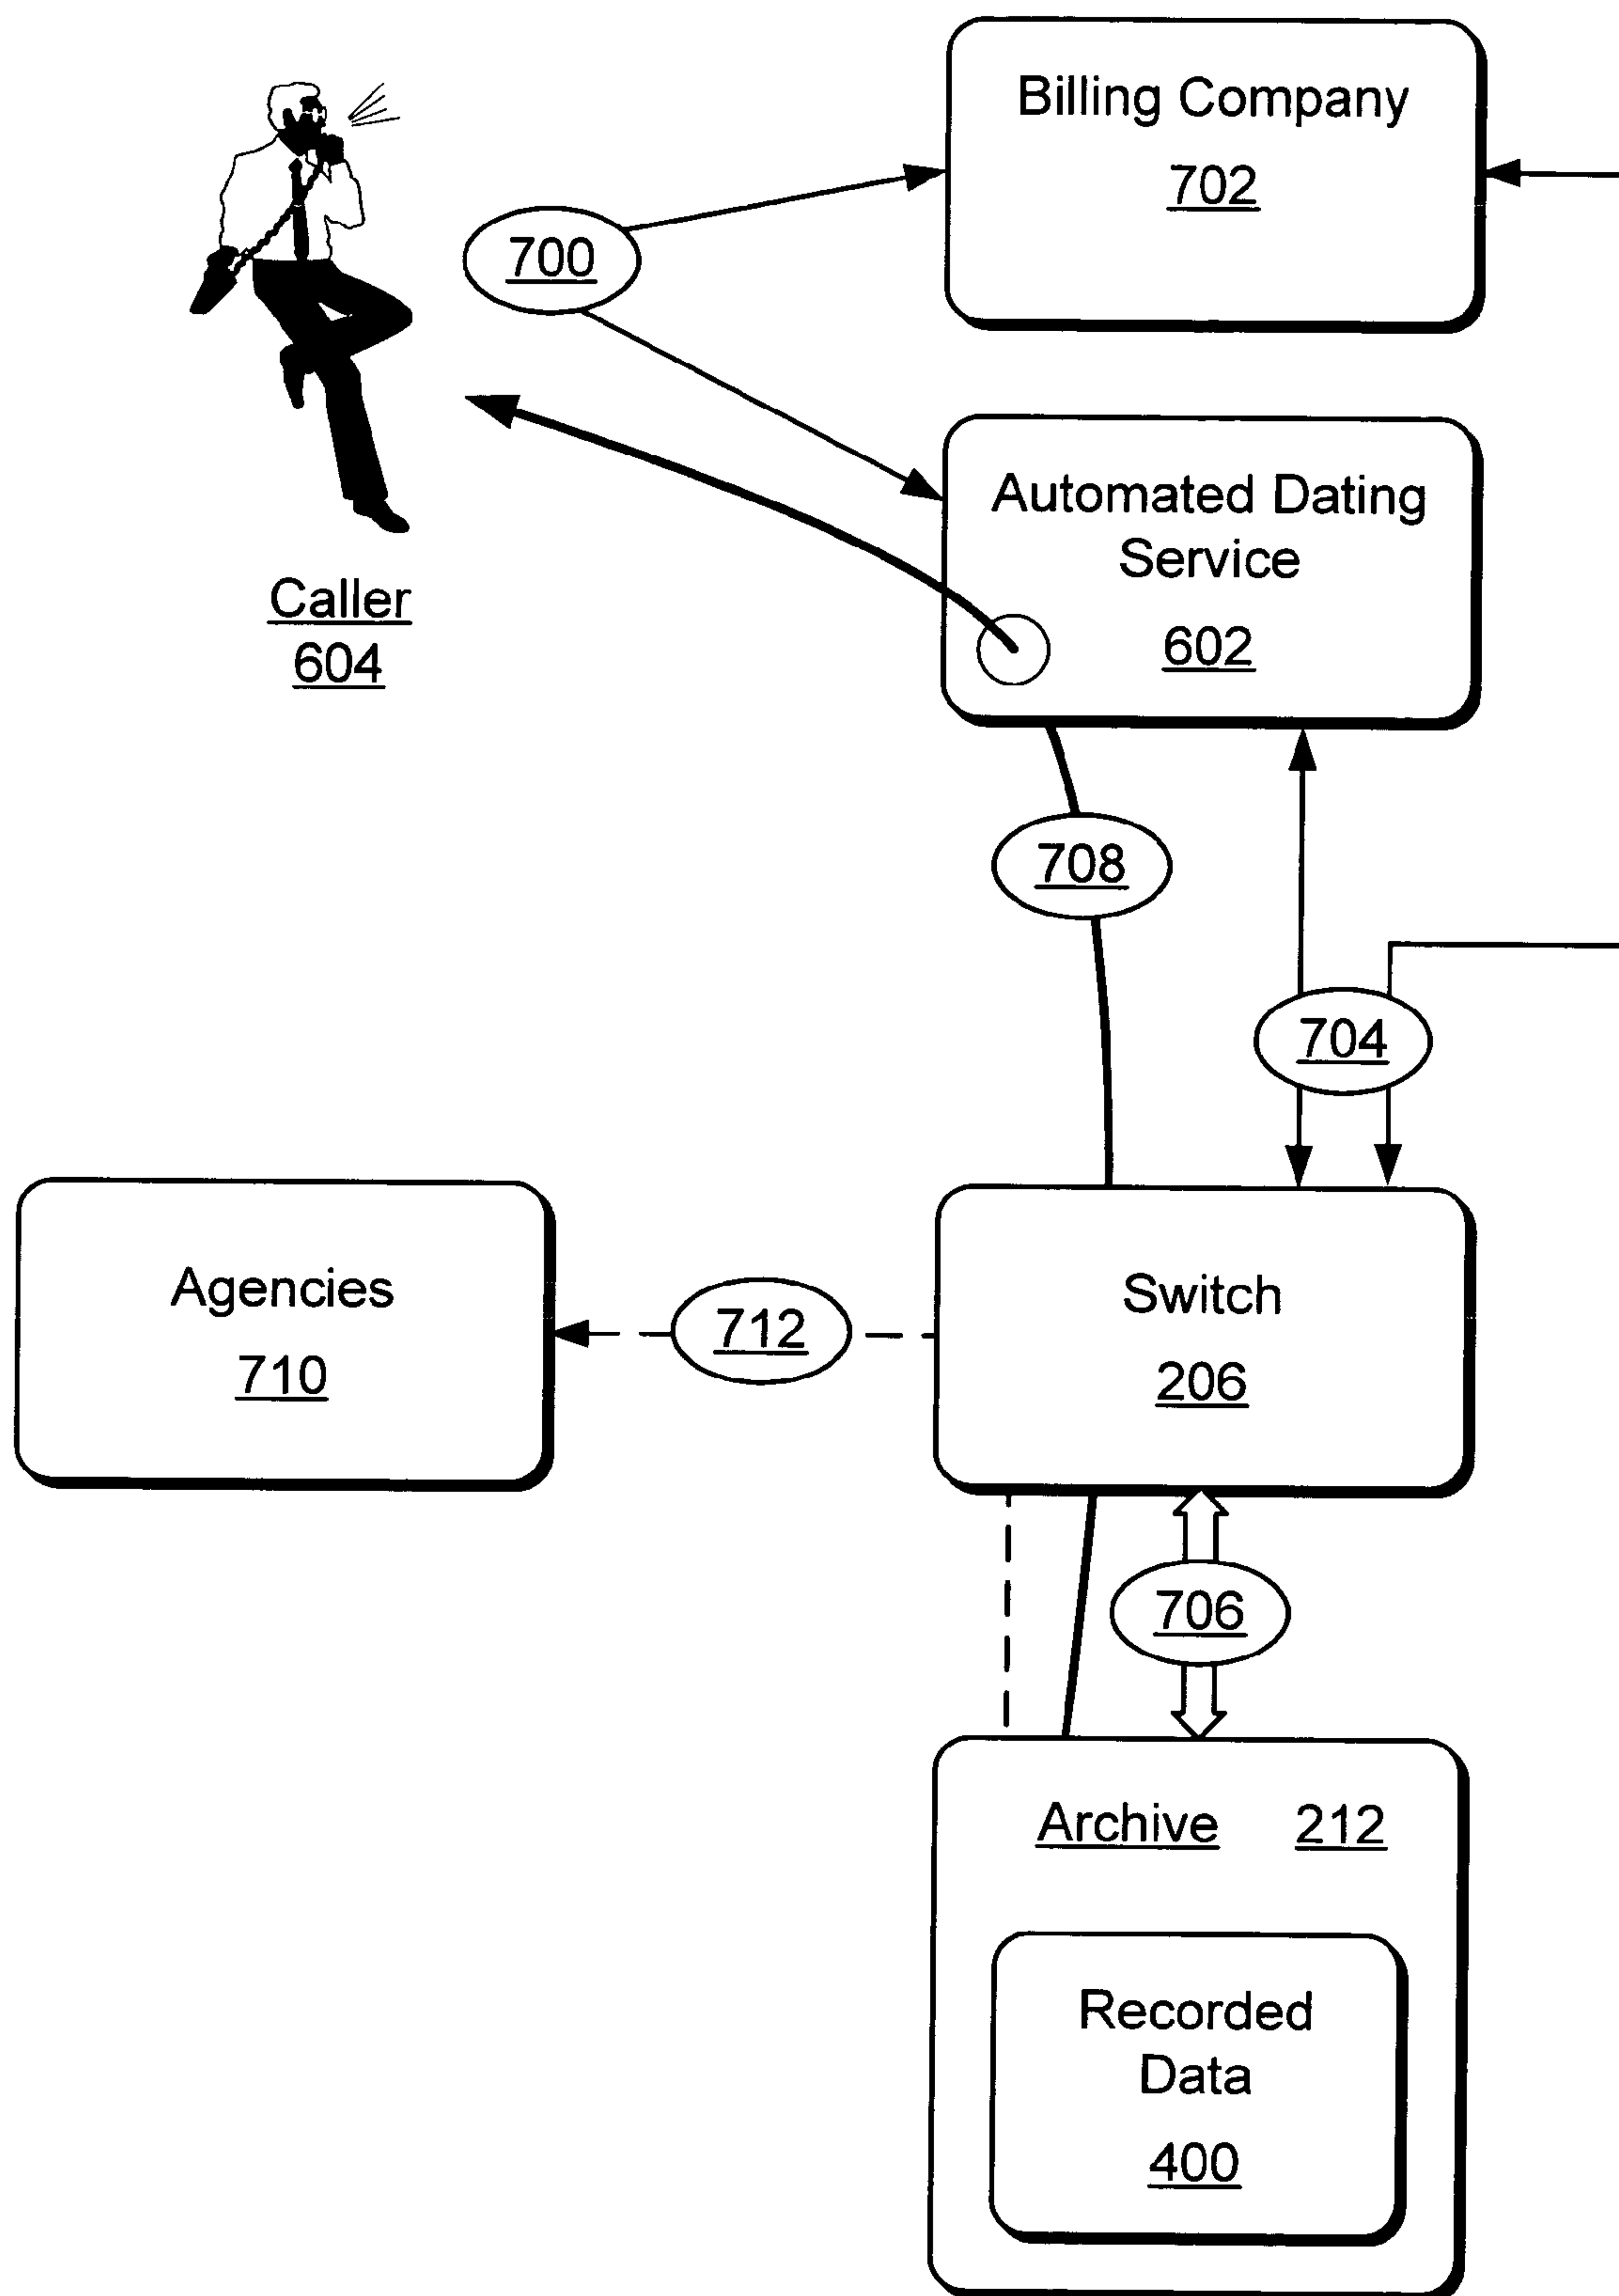 Billing Company
702
700
Automated Dating
Service
602
Caller
604
708
704
Agencies
710
712
Switch
206
706
Archive 212
Recorded
Data
400